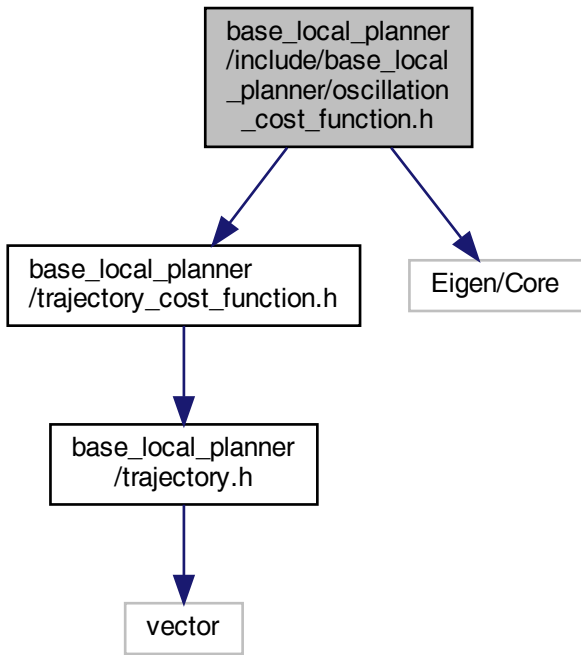 base_local_planner
/include/base_local
_planner/oscillation
_cost_function.h
base_local_planner
/trajectory_cost_function.h
Eigen/Core
base_local_planner
/trajectory.h
vector